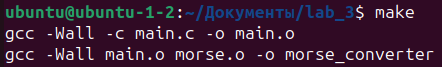 ubuntu@ubuntu-1-2:~/Документы/lab_3$ make
gcc -Wall -c main.c -o main.o
gcc -Wall main.o morse.o -o morse_converter